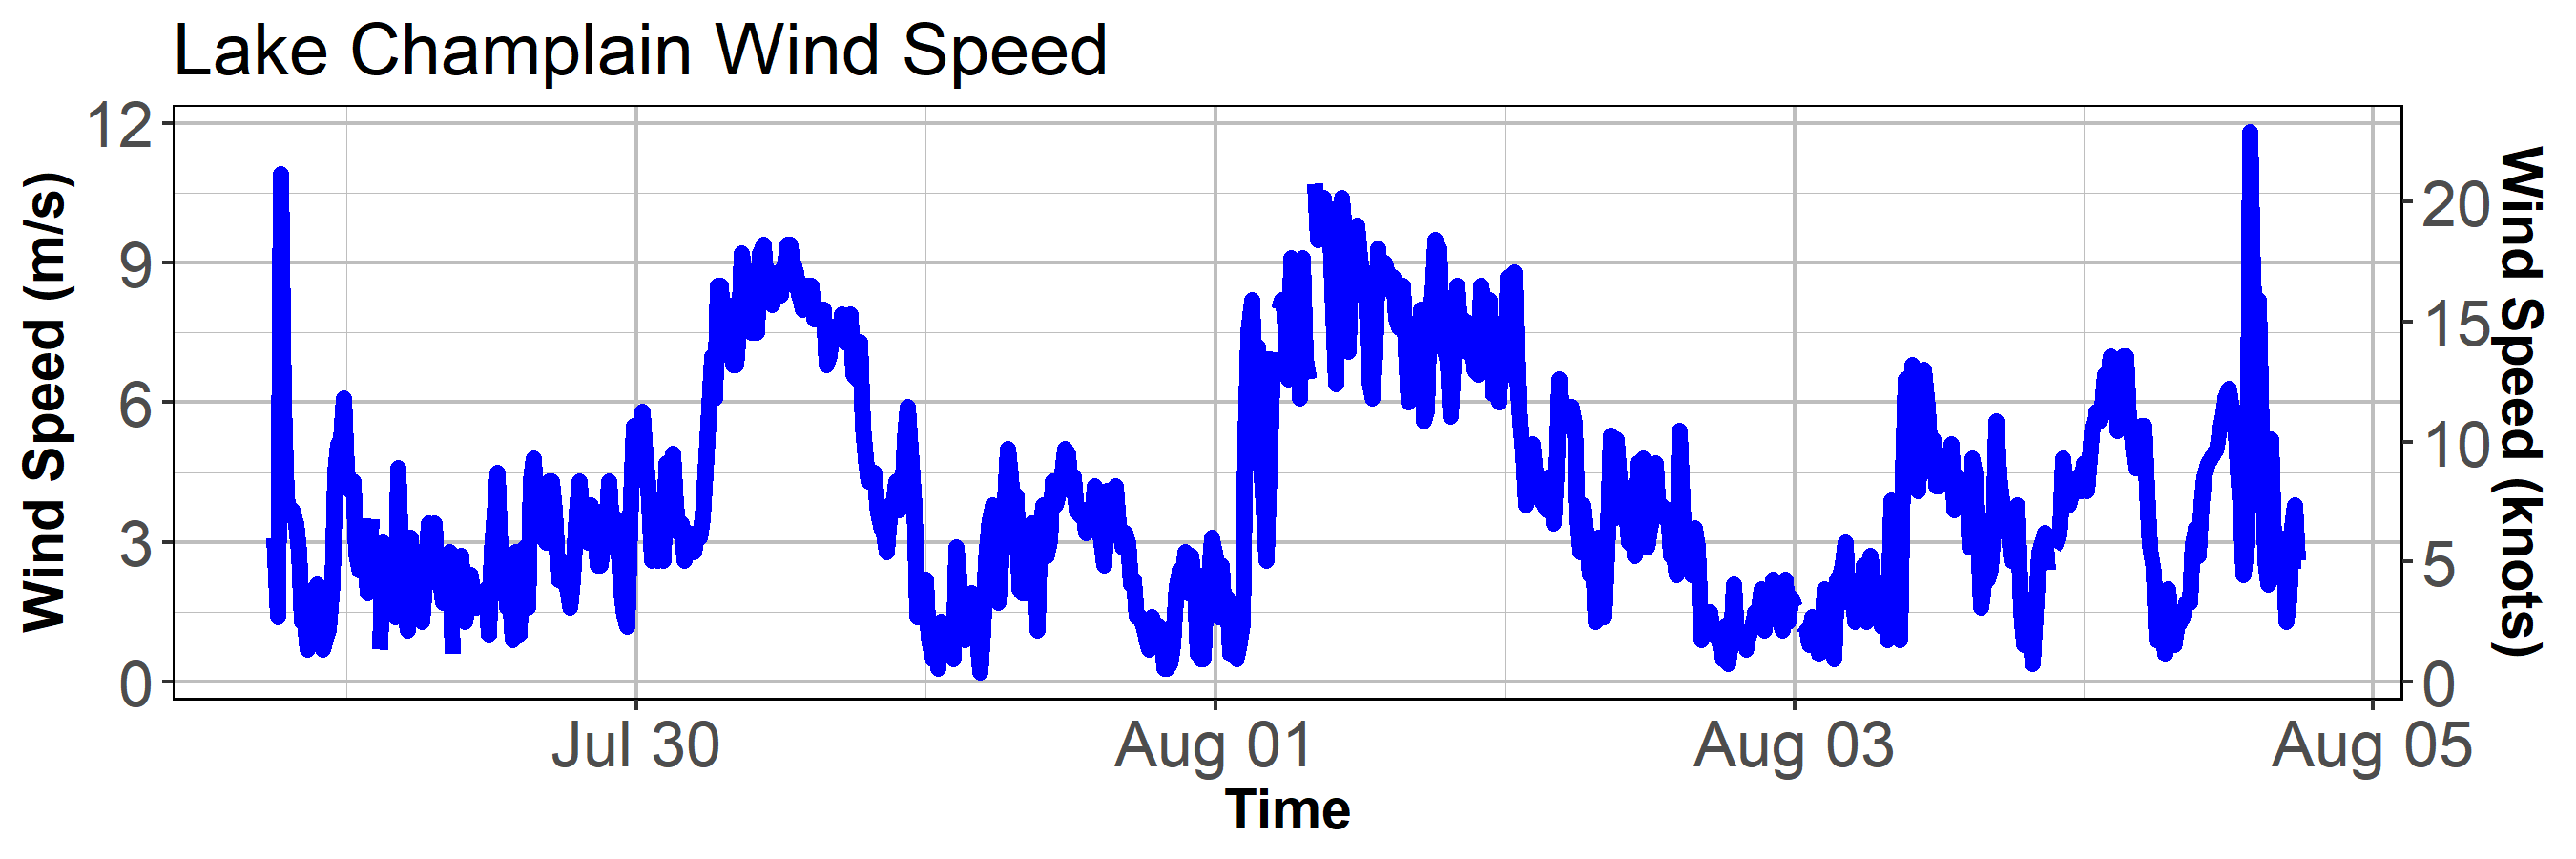 Lake Champlain Wind Speed
Wind Speed (m/s)
12
9
6
3
0
20
15
10
5
0
Wind Speed (knots)
Jul 30
Aug 01
Aug 03
Aug 05
Time